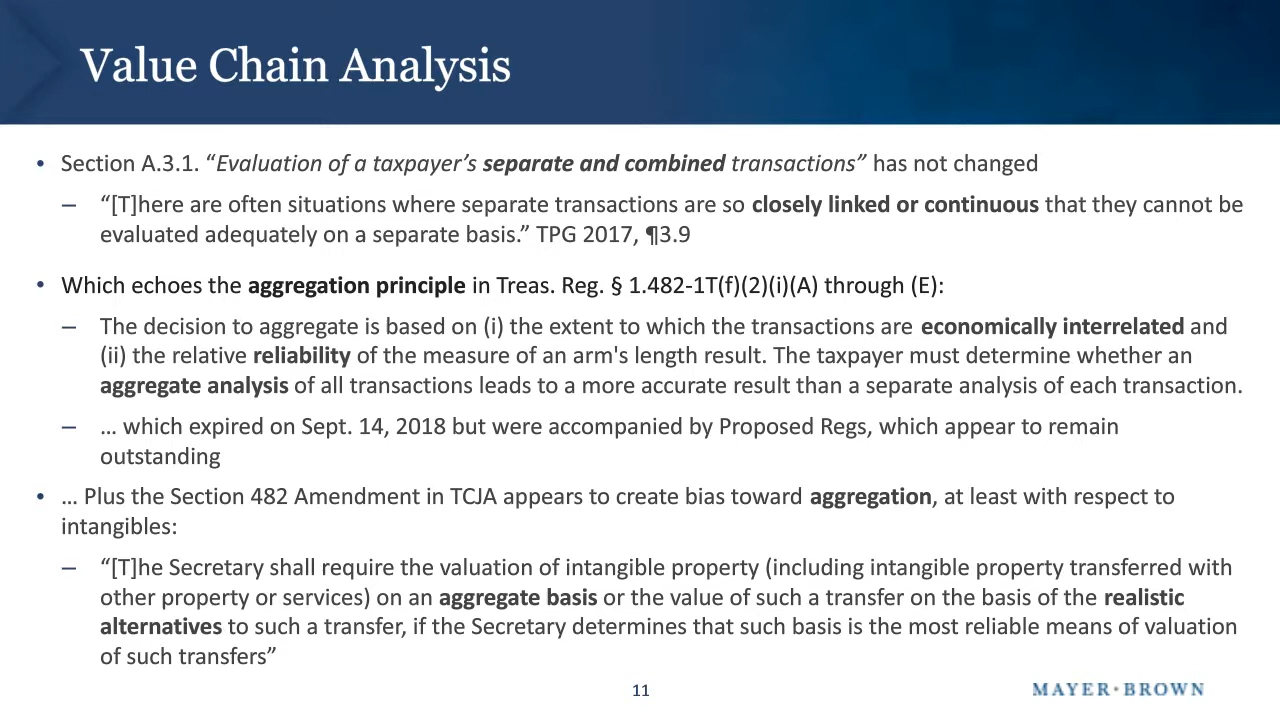 Value Chain Analysis
• Section A.3.1. “Evaluation of a taxpayer’s separate and combined transactions” has not changed
– “[T]here are often situations where separate transactions are so closely linked or continuous that they cannot be
evaluated adequately on a separate basis.” TPG 2017, ¶3.9
• Which echoes the aggregation principle in Treas. Reg. § 1.482-1T(f)(2)(i)(A) through (E):
– The decision to aggregate is based on (i) the extent to which the transactions are economically interrelated and
(ii) the relative reliability of the measure of an arm's length result. The taxpayer must determine whether an
aggregate analysis of all transactions leads to a more accurate result than a separate analysis of each transaction.
– … which expired on Sept. 14, 2018 but were accompanied by Proposed Regs, which appear to remain
outstanding
• … Plus the Section 482 Amendment in TCJA appears to create bias toward aggregation, at least with respect to
intangibles:
– “[T]he Secretary shall require the valuation of intangible property (including intangible property transferred with
other property or services) on an aggregate basis or the value of such a transfer on the basis of the realistic
alternatives to such a transfer, if the Secretary determines that such basis is the most reliable means of valuation
of such transfers”
11
MAYER·BROWN